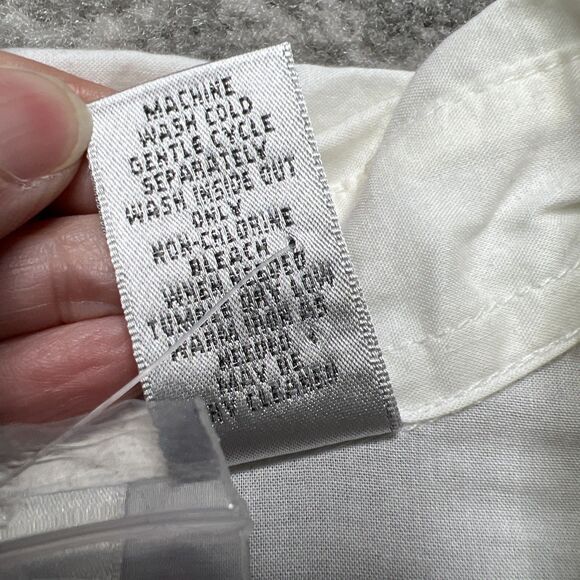 MACHINE
WASH COLD
GENTLE CYCLE
SEPARATELY
WASH INSIDE OUT
ONLY
NON-CHLORINE
BLEACH
WHEN NEEDED
TUMBLE DRY LOW
WARM IRON AS
NEEDED
MAY BE
DRY CLEANED